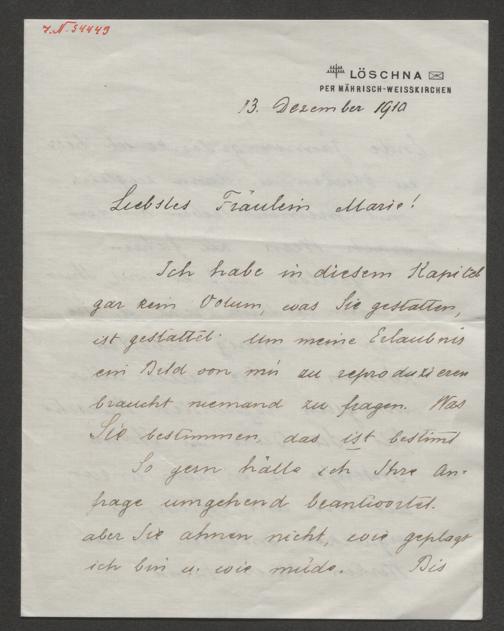 J.N. 54449
LÖSCHNA
PER MÄHRISCH-WEISSKIRCHEN
13. Dezember 1910
Liebstes Fräulein Marie!
Ich habe in diesem Kapitel
gar kein Votum, was Sie gestatten,
ist gestattet. Um meine Erlaubnis
ein Bild von mir zu reproduzieren
braucht niemand zu fragen. Was
Sie bestimmen, das ist bestimt
So gern hätte ich Ihre An-
frage umgehend beantwortet.
aber Sie ahnen nicht, wie geplagt
ich bin u. wie müde. Bis